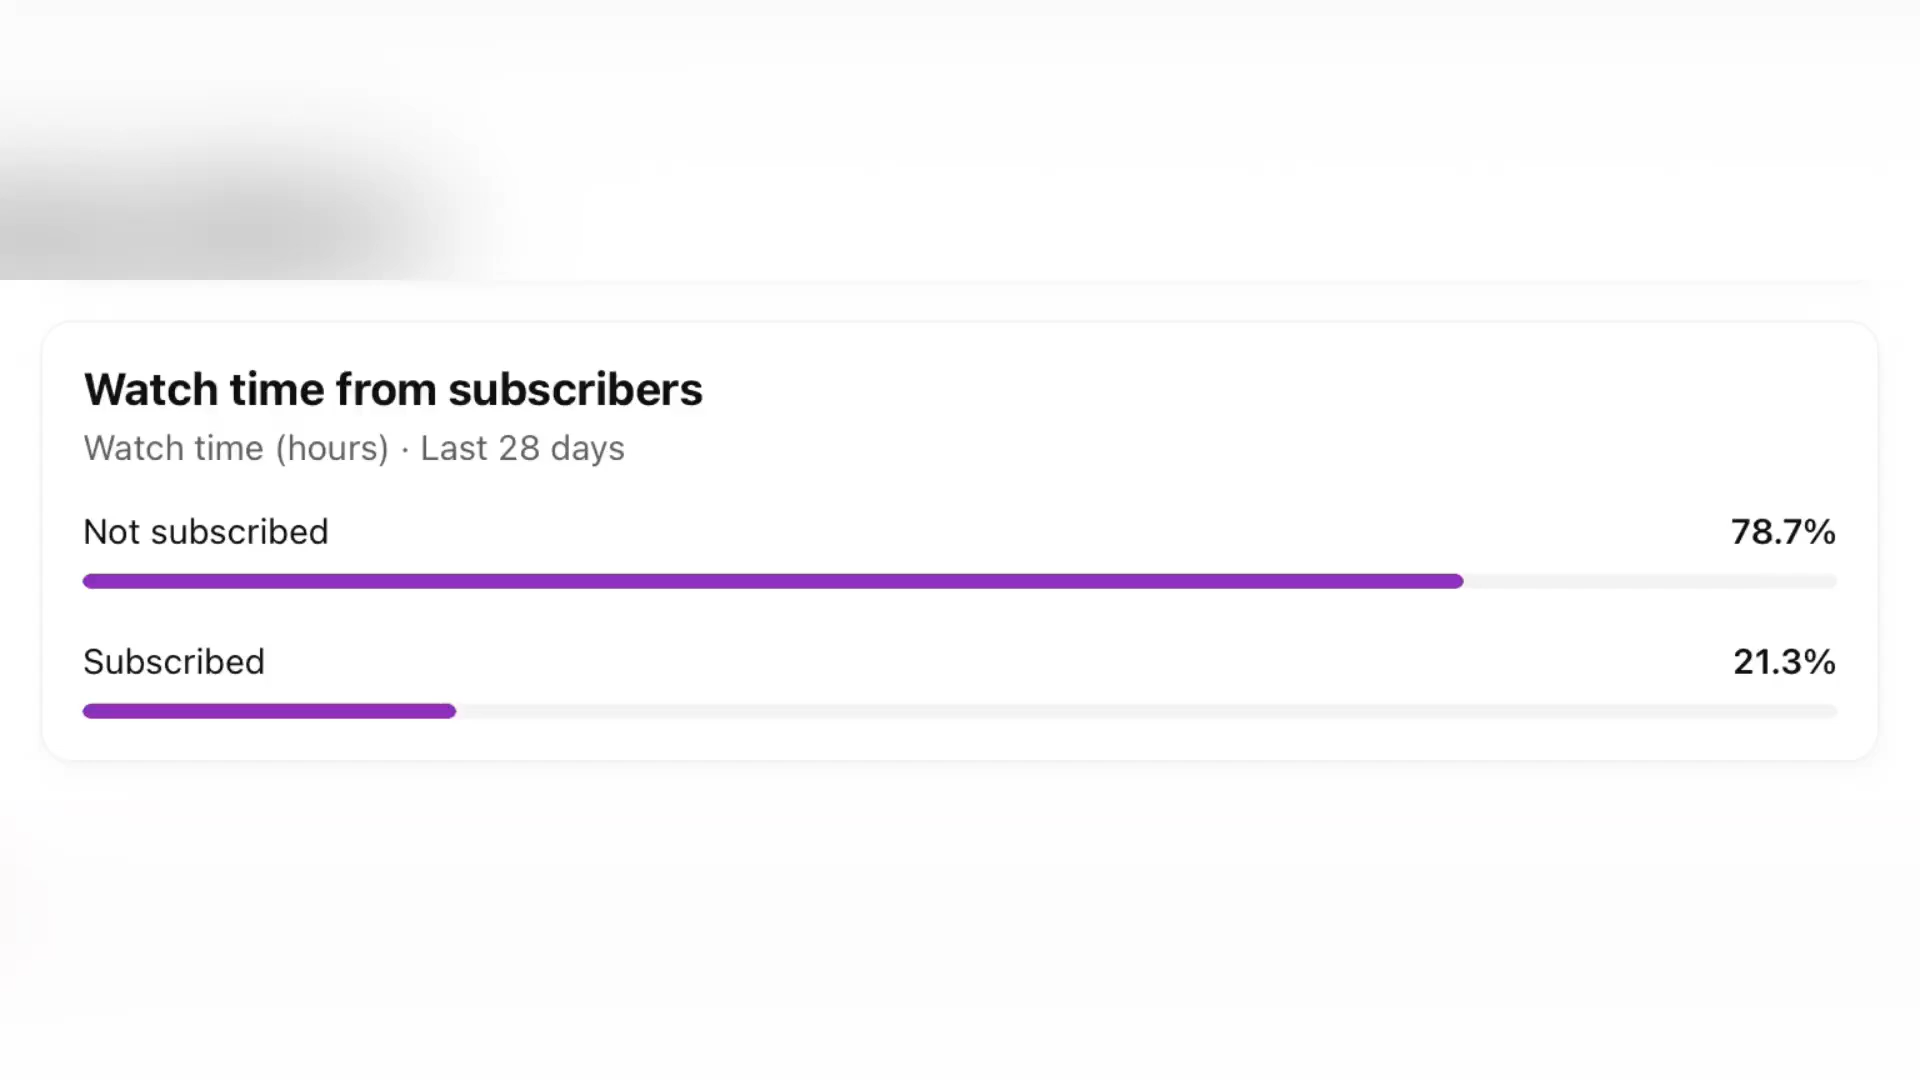 Watch time from subscribers
Watch time (hours) · Last 28 days
Not subscribed 78.7%
Subscribed 21.3%